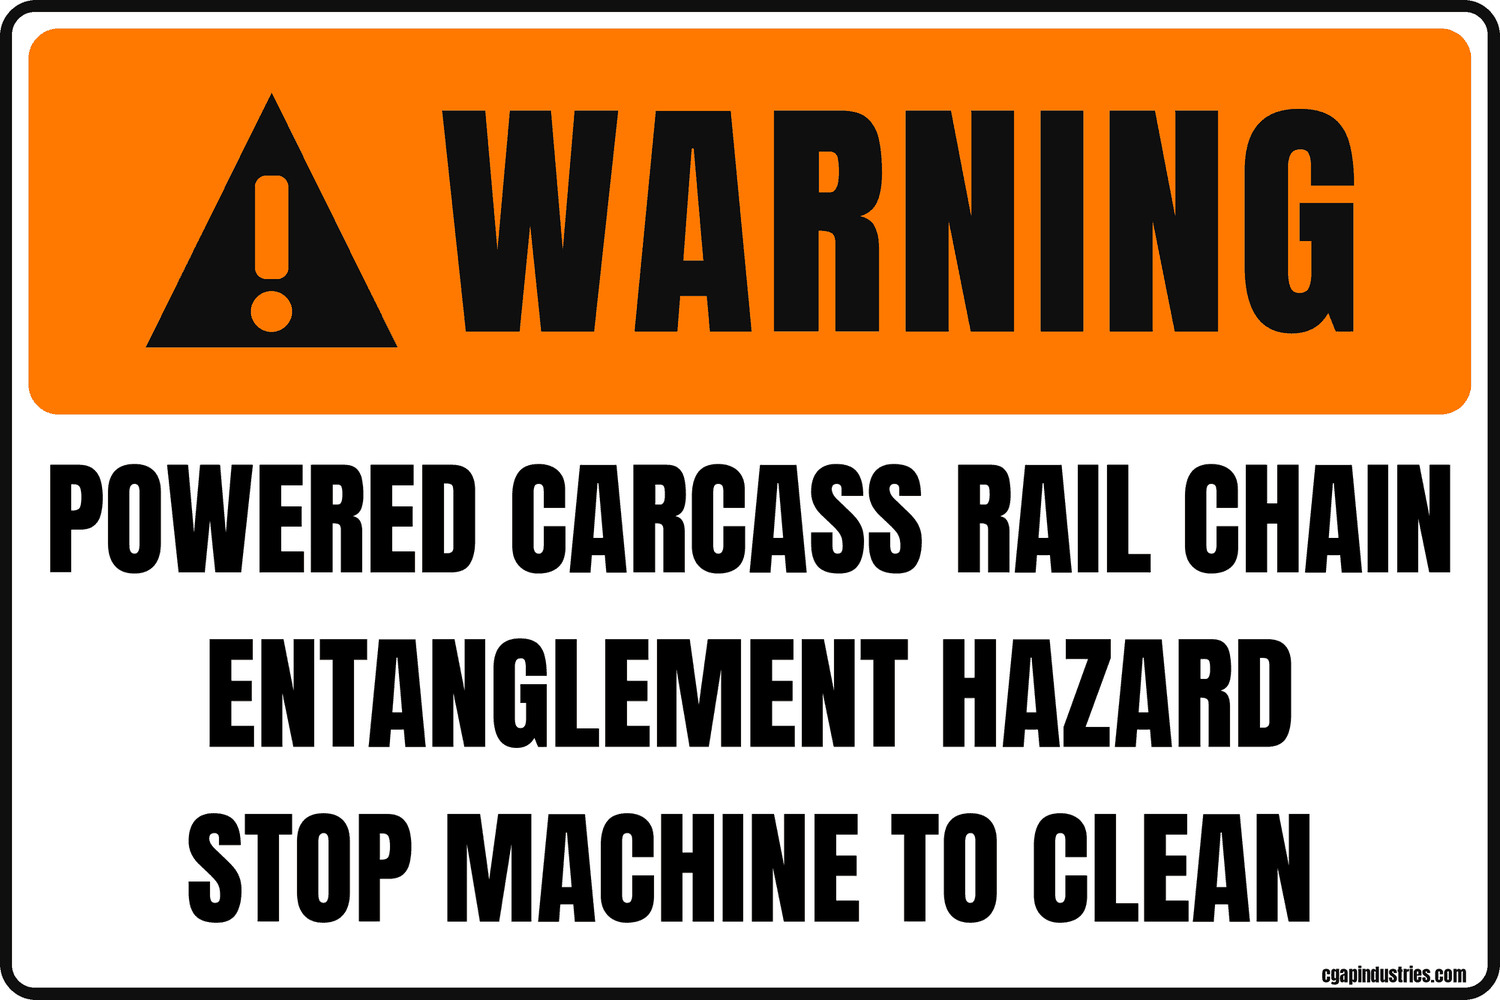 WARNING
POWERED CARCASS RAIL CHAIN
ENTANGLEMENT HAZARD
STOP MACHINE TO CLEAN
cgapindustries.com